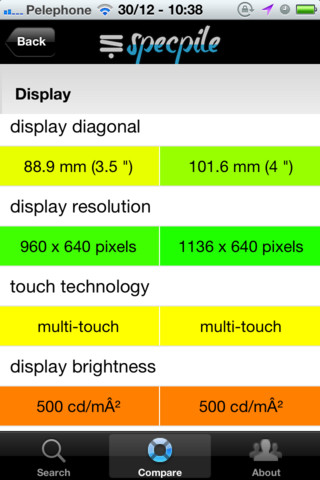 Pelephone 30/12 - 10:38
Back
specpile
Display
display diagonal
88.9 mm (3.5 ") 101.6 mm (4 ")
display resolution
960 x 640 pixels 1136 x 640 pixels
touch technology
multi-touch multi-touch
display brightness
500 cd/mÂ² 500 cd/mÂ²
Search Compare About